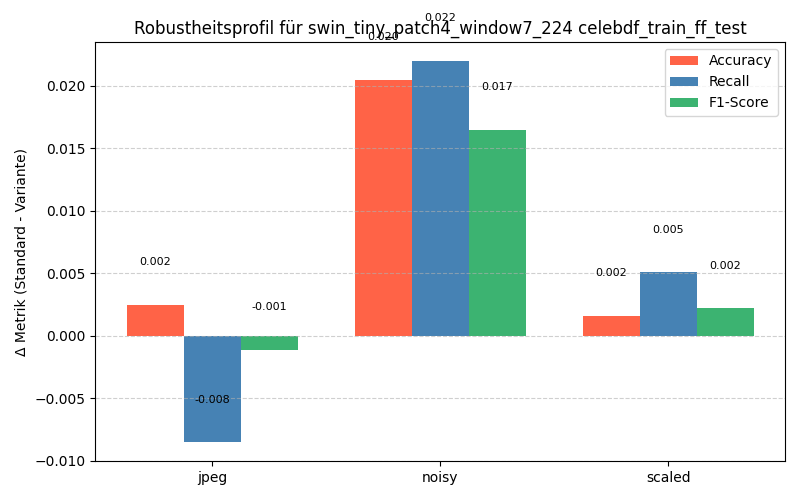 Robustheitsprofil für swin_tiny_patch4_window7_224 celebdf_train_ff_test
Δ Metrik (Standard - Variante)
0.020
0.015
0.010
0.005
0.000
−0.005
−0.010
0.002
-0.008
-0.001
0.020
0.022
0.017
0.002
0.005
0.002
Accuracy
Recall
F1-Score
jpeg
noisy
scaled